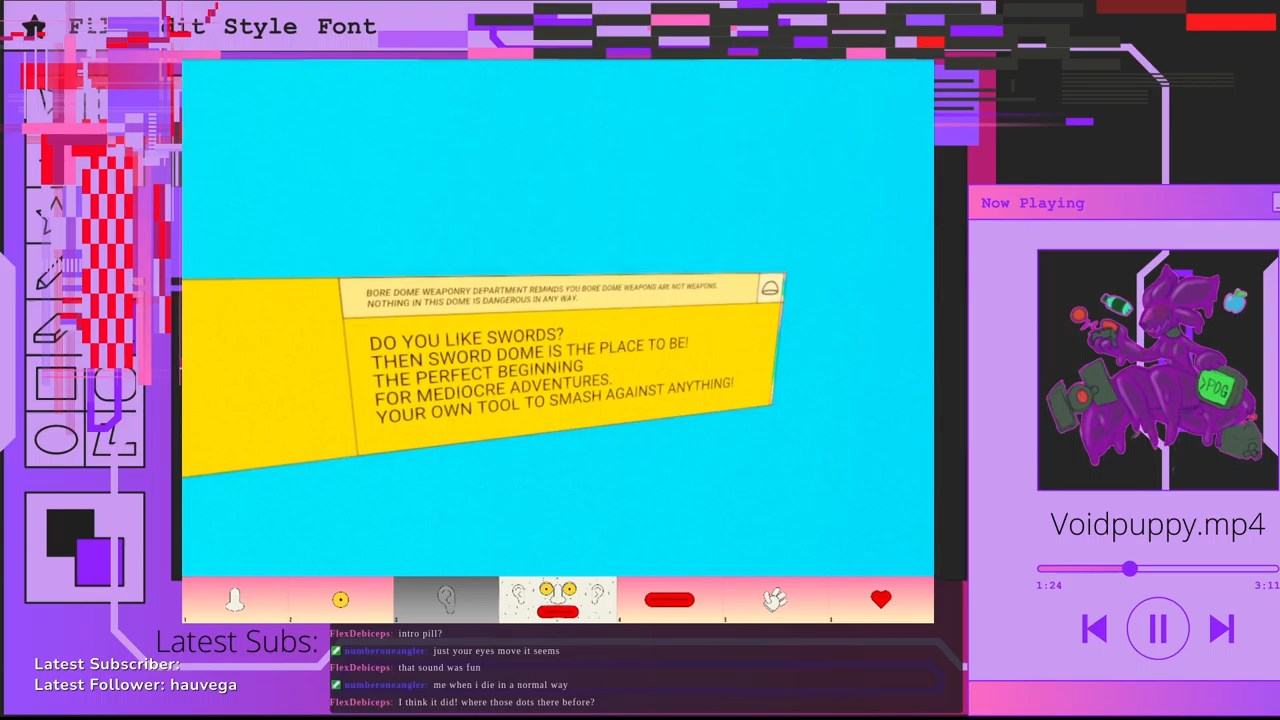 Edit Style Font
BORE DOME WEAPONRY DEPARTMENT REMINDS YOU BORE DOME WEAPONS ARE NOT WEAPONS.
NOTHING IN THIS DOME IS DANGEROUS IN ANY WAY.
DO YOU LIKE SWORDS?
THEN SWORD DOME IS THE PLACE TO BE!
THE PERFECT BEGINNING
FOR MEDIOCRE ADVENTURES.
YOUR OWN TOOL TO SMASH AGAINST ANYTHING!
Now Playing
>POG
Voidpuppy.mp4
1:24
3:11
Latest Subs:
Latest Subscriber:
Latest Follower: hauvega
FlexDebiceps: intro pill?
numberoneangler: just your eyes move it seems
FlexDebiceps: that sound was fun
numberoneangler: me when i die in a normal way
FlexDebiceps: I think it did! where those dots there before?